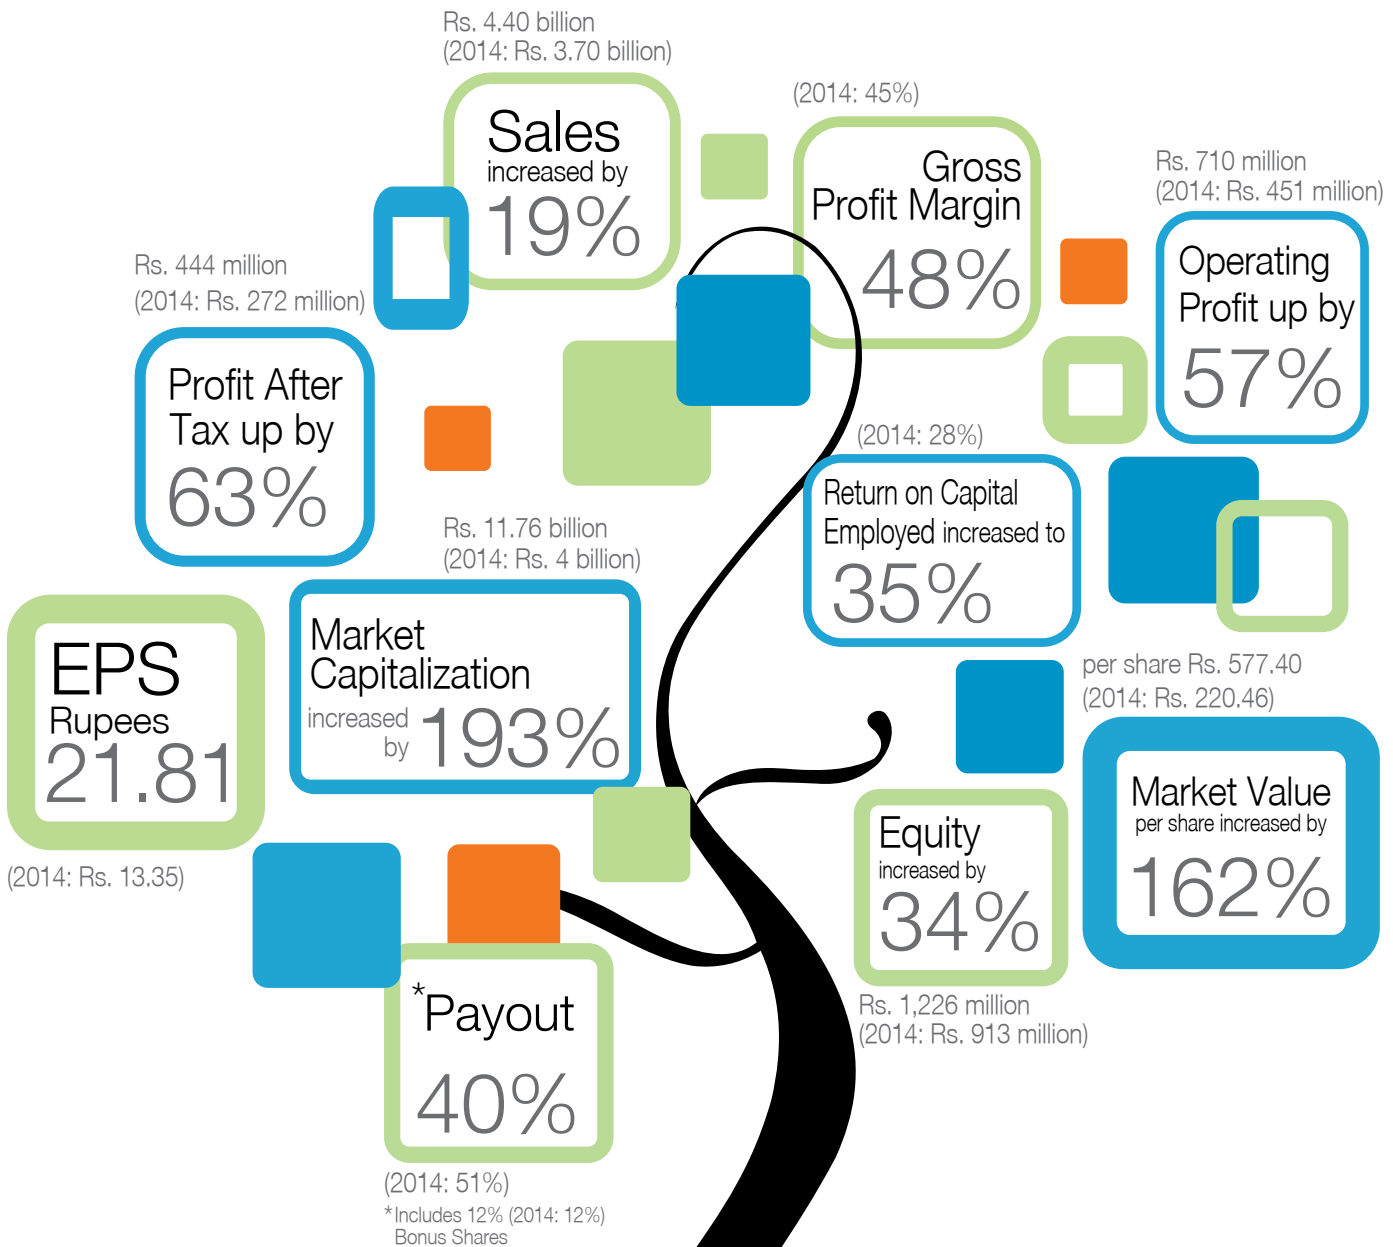 Rs. 4.40 billion
(2014: Rs. 3.70 billion)
Sales
increased by
19%
(2014: 45%)
Gross
Profit Margin
48%
Rs. 710 million
(2014: Rs. 451 million)
Operating
Profit up by
57%
Rs. 444 million
(2014: Rs. 272 million)
Profit After
Tax up by
63%
(2014: 28%)
Return on Capital
Employed increased to
35%
Rs. 11.76 billion
(2014: Rs. 4 billion)
Market
Capitalization
increased
by 193%
EPS
Rupees
21.81
(2014: Rs. 13.35)
per share Rs. 577.40
(2014: Rs. 220.46)
Market Value
per share increased by
162%
Equity
increased by
34%
Rs. 1,226 million
(2014: Rs. 913 million)
*Payout
40%
(2014: 51%)
*Includes 12% (2014: 12%)
Bonus Shares